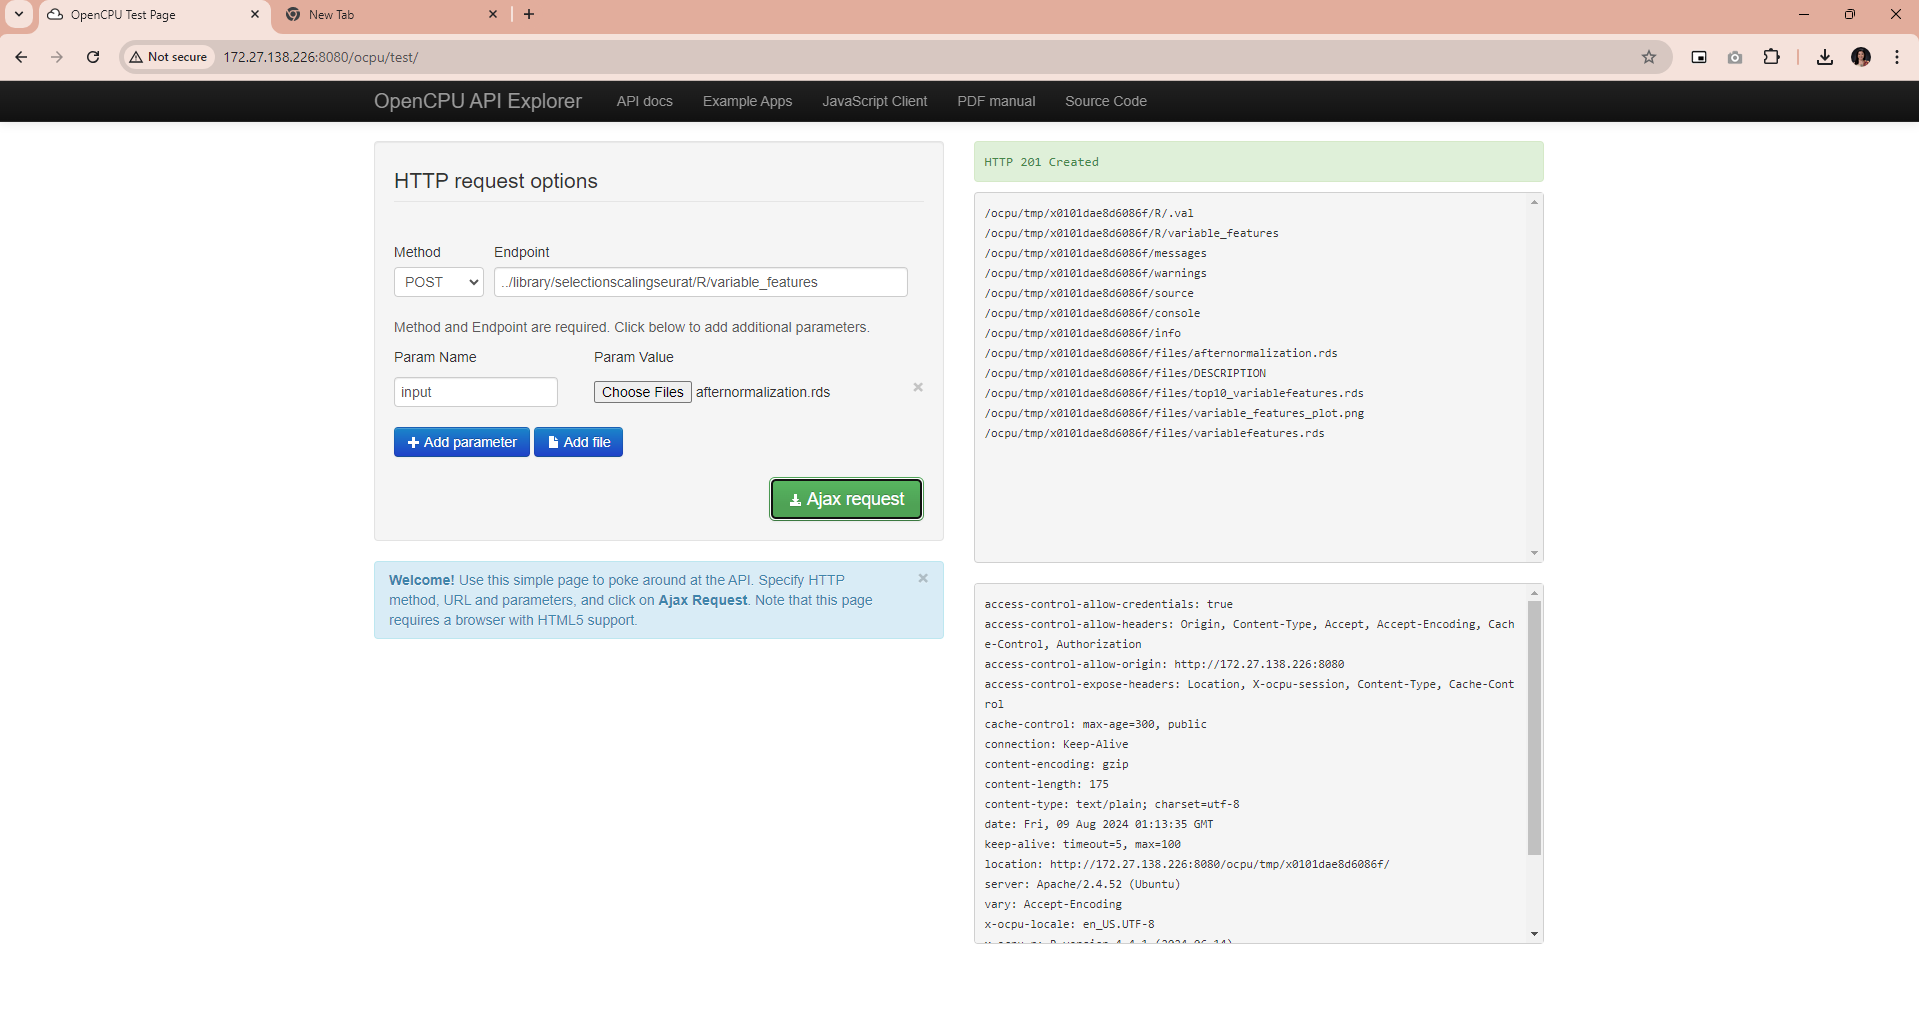 OpenCPU Test Page
New Tab
Not secure
172.27.138.226:8080/ocpu/test/
OpenCPU API Explorer
API docs
Example Apps
JavaScript Client
PDF manual
Source Code
HTTP request options
Method
Endpoint
POST
../library/selectionscalingseurat/R/variable_features
Method and Endpoint are required. Click below to add additional parameters.
Param Name
Param Value
input
Choose Files afternormalization.rds
Add parameter
Add file
Ajax request
Welcome! Use this simple page to poke around at the API. Specify HTTP
method, URL and parameters, and click on Ajax Request. Note that this page
requires a browser with HTML5 support.
HTTP 201 Created
/ocpu/tmp/x0101dae8d6086f/R/.val
/ocpu/tmp/x0101dae8d6086f/R/variable_features
/ocpu/tmp/x0101dae8d6086f/messages
/ocpu/tmp/x0101dae8d6086f/warnings
/ocpu/tmp/x0101dae8d6086f/source
/ocpu/tmp/x0101dae8d6086f/console
/ocpu/tmp/x0101dae8d6086f/info
/ocpu/tmp/x0101dae8d6086f/files/afternormalization.rds
/ocpu/tmp/x0101dae8d6086f/files/DESCRIPTION
/ocpu/tmp/x0101dae8d6086f/files/top10_variablefeatures.rds
/ocpu/tmp/x0101dae8d6086f/files/variable_features_plot.png
/ocpu/tmp/x0101dae8d6086f/files/variablefeatures.rds
access-control-allow-credentials: true
access-control-allow-headers: Origin, Content-Type, Accept, Accept-Encoding, Cach
e-Control, Authorization
access-control-allow-origin: http://172.27.138.226:8080
access-control-expose-headers: Location, X-ocpu-session, Content-Type, Cache-Cont
rol
cache-control: max-age=300, public
connection: Keep-Alive
content-encoding: gzip
content-length: 175
content-type: text/plain; charset=utf-8
date: Fri, 09 Aug 2024 01:13:35 GMT
keep-alive: timeout=5, max=100
location: http://172.27.138.226:8080/ocpu/tmp/x0101dae8d6086f/
server: Apache/2.4.52 (Ubuntu)
vary: Accept-Encoding
x-ocpu-locale: en_US.UTF-8